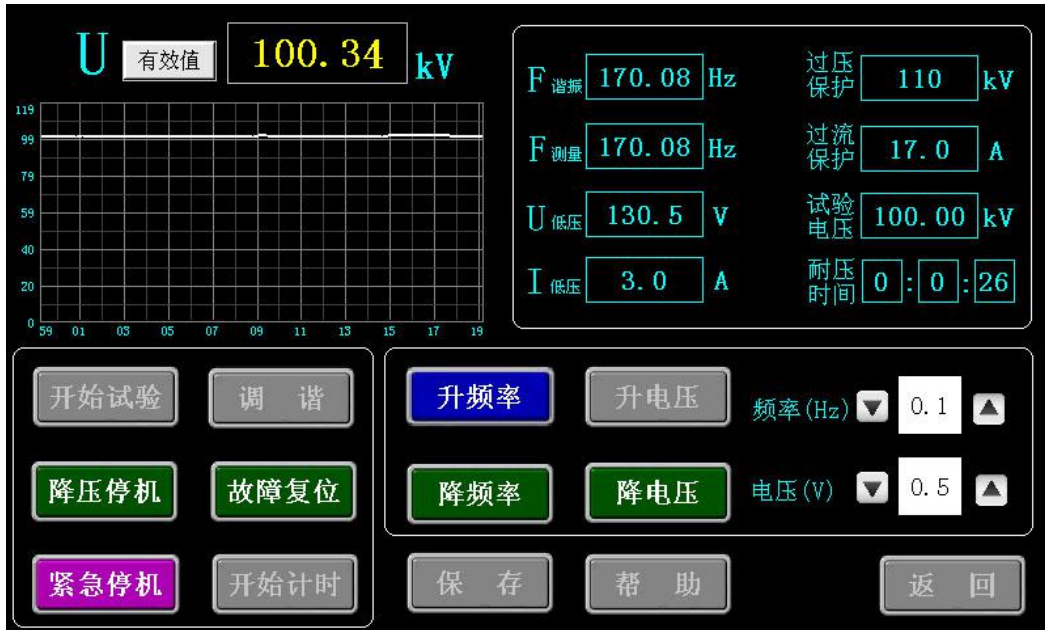 U 有效值 100.34 kV
119
99
79
59
40
20
0
59 01 03 05 07 09 11 13 15 17 19
F 谐振 170.08 Hz 过压保护 110 kV
F 测量 170.08 Hz 过流保护 17.0 A
U 低压 130.5 V 试验电压 100.00 kV
I 低压 3.0 A 耐压时间 0 : 0 : 26
开始试验 调 谐
降压停机 故障复位
紧急停机 开始计时
升频率 升电压 频率(Hz) 0.1
降频率 降电压 电压(V) 0.5
保 存 帮 助 返 回